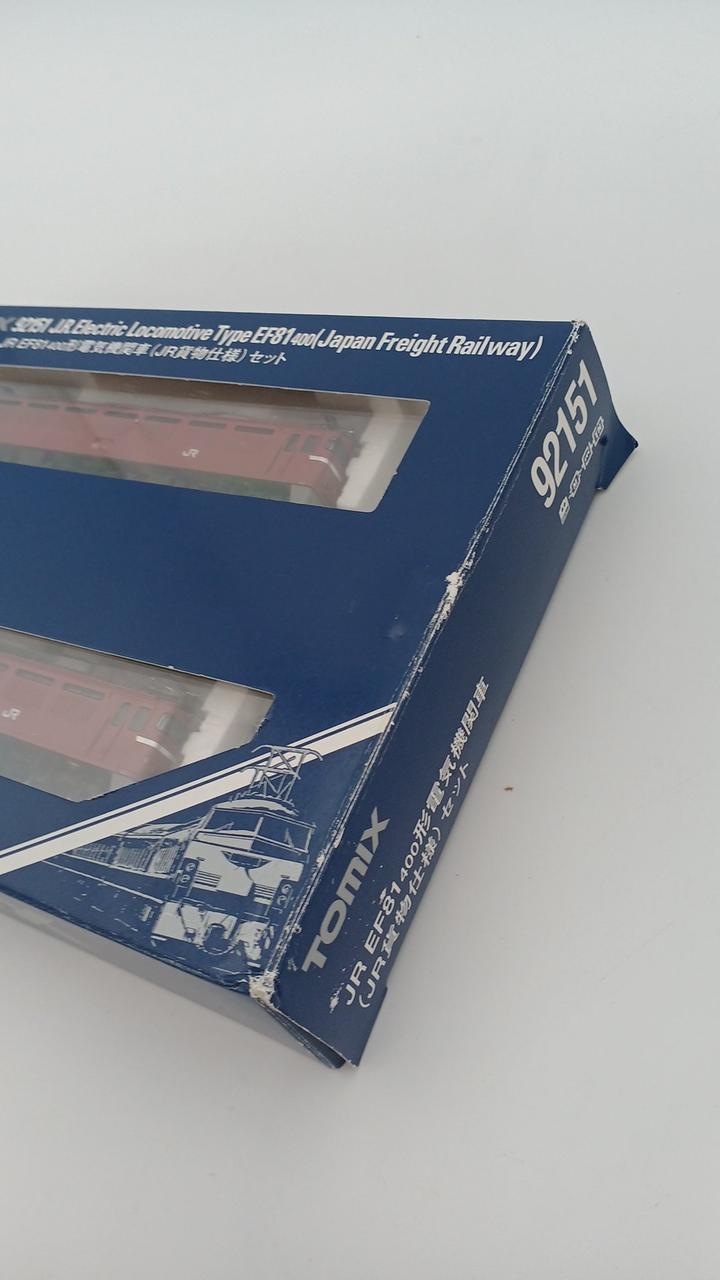 92151 J.R. Electric Locomotive Type EF81 400 (Japan Freight Railway)
JR EF81 400形電気機関車(JR貨物仕様)セット
JR
JR
92151
TOMIX
JR EF81 400形電気機関車
(JR貨物仕様)セット